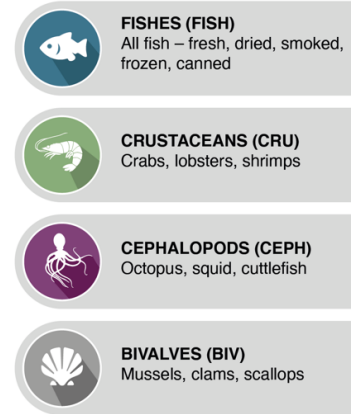 FISHES (FISH)
All fish – fresh, dried, smoked,
frozen, canned
CRUSTACEANS (CRU)
Crabs, lobsters, shrimps
CEPHALOPODS (CEPH)
Octopus, squid, cuttlefish
BIVALVES (BIV)
Mussels, clams, scallops